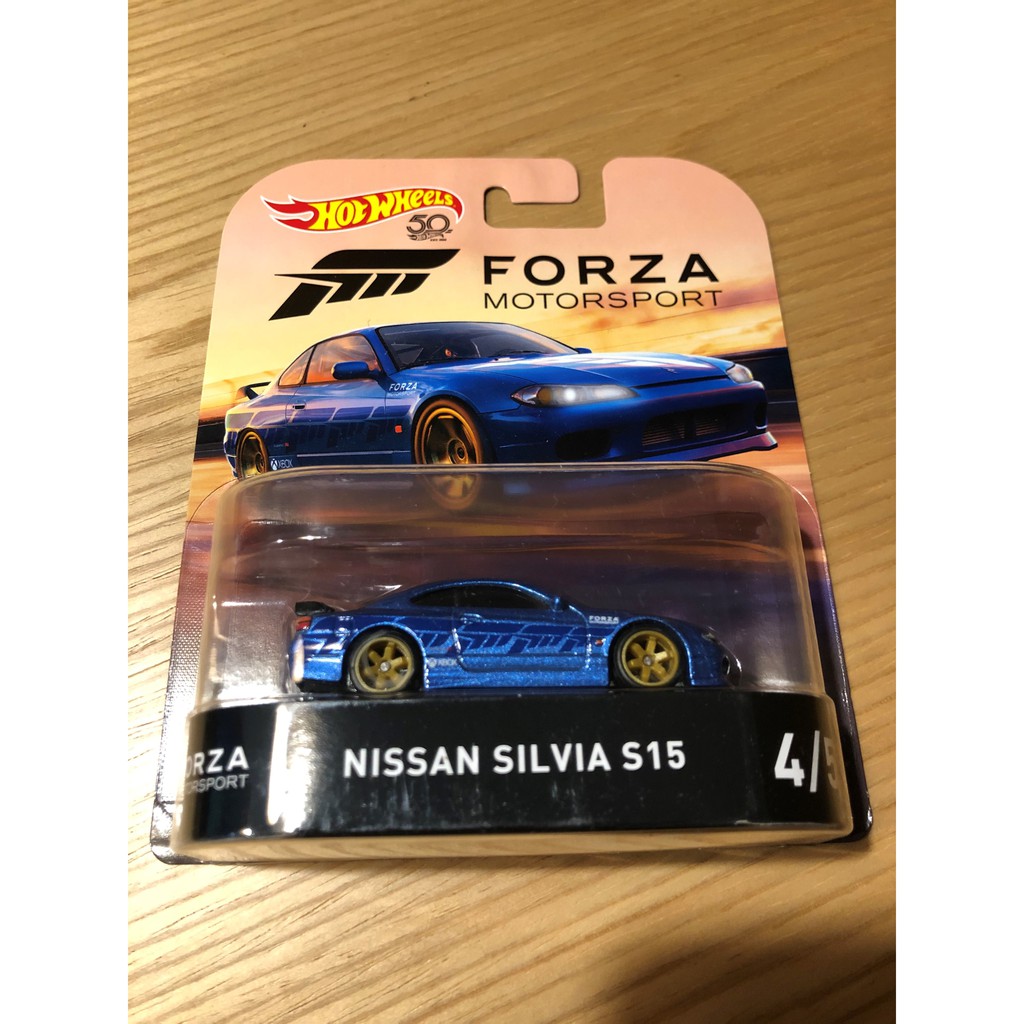 HOT WHEELS
50
FORZA
MOTORSPORT
FORZA
XBOX
FORZA
XBOX
ORZA
ORSPORT
NISSAN SILVIA S15
4/5